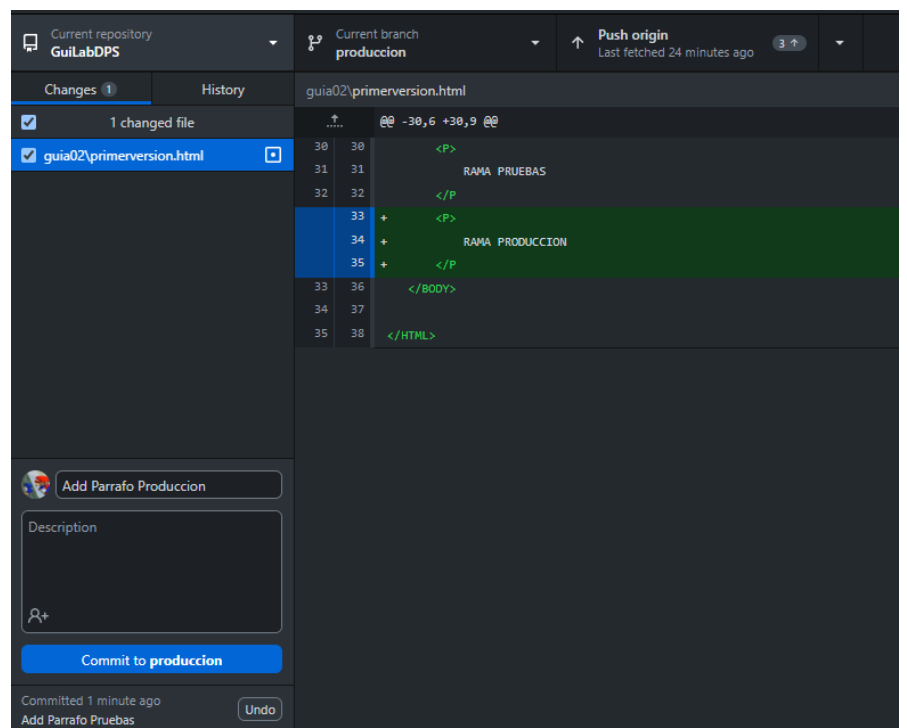 Current repository
GuiLabDPS
Current branch
produccion
Push origin
Last fetched 24 minutes ago
3
Changes 1
History
guia02\primerversion.html
1 changed file
@@ -30,6 +30,9 @@
guia02\primerversion.html
30 30 <P>
31 31 RAMA PRUEBAS
32 32 </P
33 + <P>
34 + RAMA PRODUCCION
35 + </P
33 36 </BODY>
34 37
35 38 </HTML>
Add Parrafo Produccion
Description
Commit to produccion
Committed 1 minute ago
Add Parrafo Pruebas
Undo